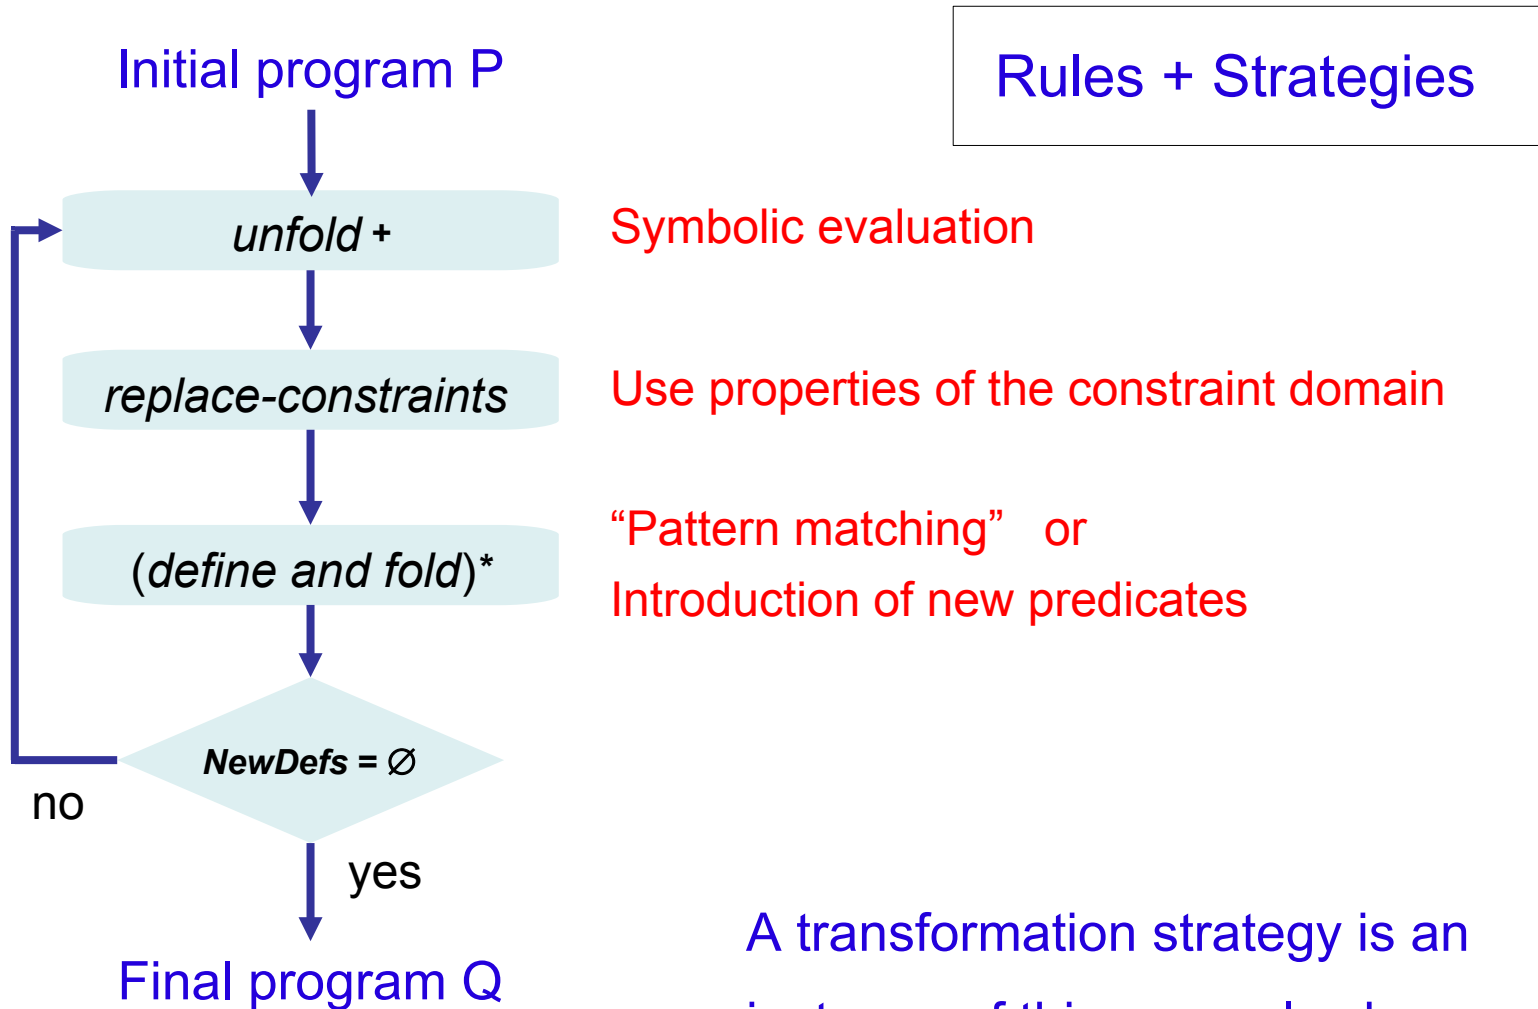 Initial program P
Rules + Strategies
unfold +
Symbolic evaluation
replace-constraints
Use properties of the constraint domain
(define and fold)*
“Pattern matching” or
Introduction of new predicates
NewDefs = ∅
no
yes
A transformation strategy is an
Final program Q